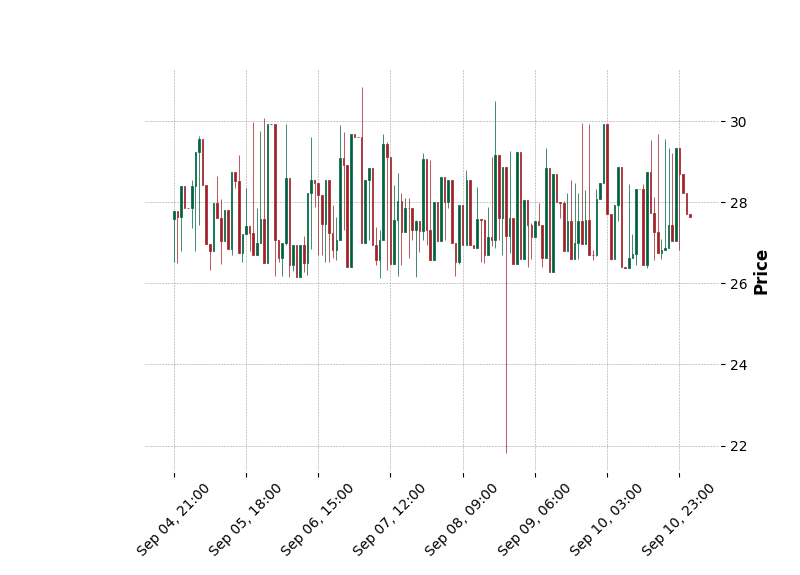 30
28
26
24
22
Price
Sep 04, 21:00
Sep 05, 18:00
Sep 06, 15:00
Sep 07, 12:00
Sep 08, 09:00
Sep 09, 06:00
Sep 10, 03:00
Sep 10, 23:00